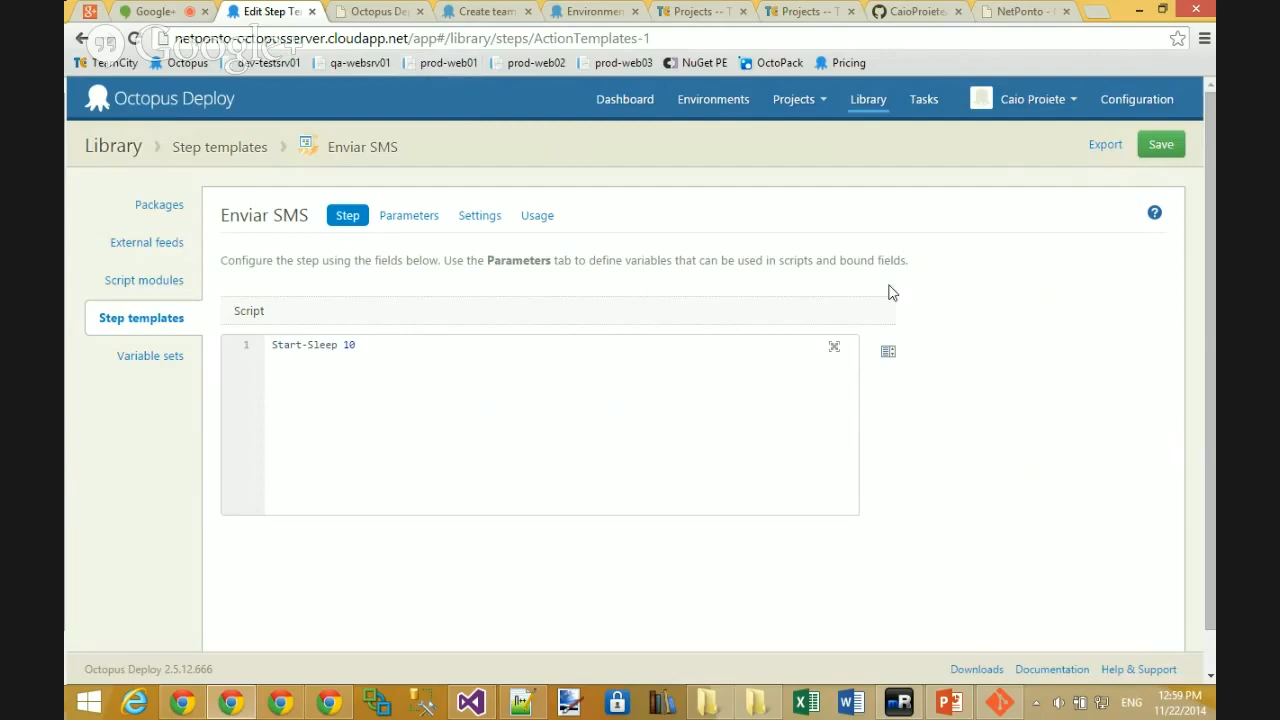 Google+
Edit Step Te
Octopus De
Create team
Environmen
Projects -- T
Projects -- T
CaioProiete
NetPonto -
Google+
netponto-octopusserver.cloudapp.net/app#/library/steps/ActionTemplates-1
Octopus
qa-websrv01
prod-web01
prod-web02
prod-web03
NuGet PE
OctoPack
Pricing
Octopus Deploy
Dashboard
Environments
Projects
Library
Tasks
Caio Proiete
Configuration
Library
Step templates
Enviar SMS
Export
Save
Packages
External feeds
Script modules
Step templates
Variable sets
Enviar SMS
Step
Parameters
Settings
Usage
Configure the step using the fields below. Use the Parameters tab to define variables that can be used in scripts and bound fields.
Script
1
Start-Sleep 10
Octopus Deploy 2.5.12.666
Downloads
Documentation
Help & Support
ENG
12:59 PM
11/22/2014